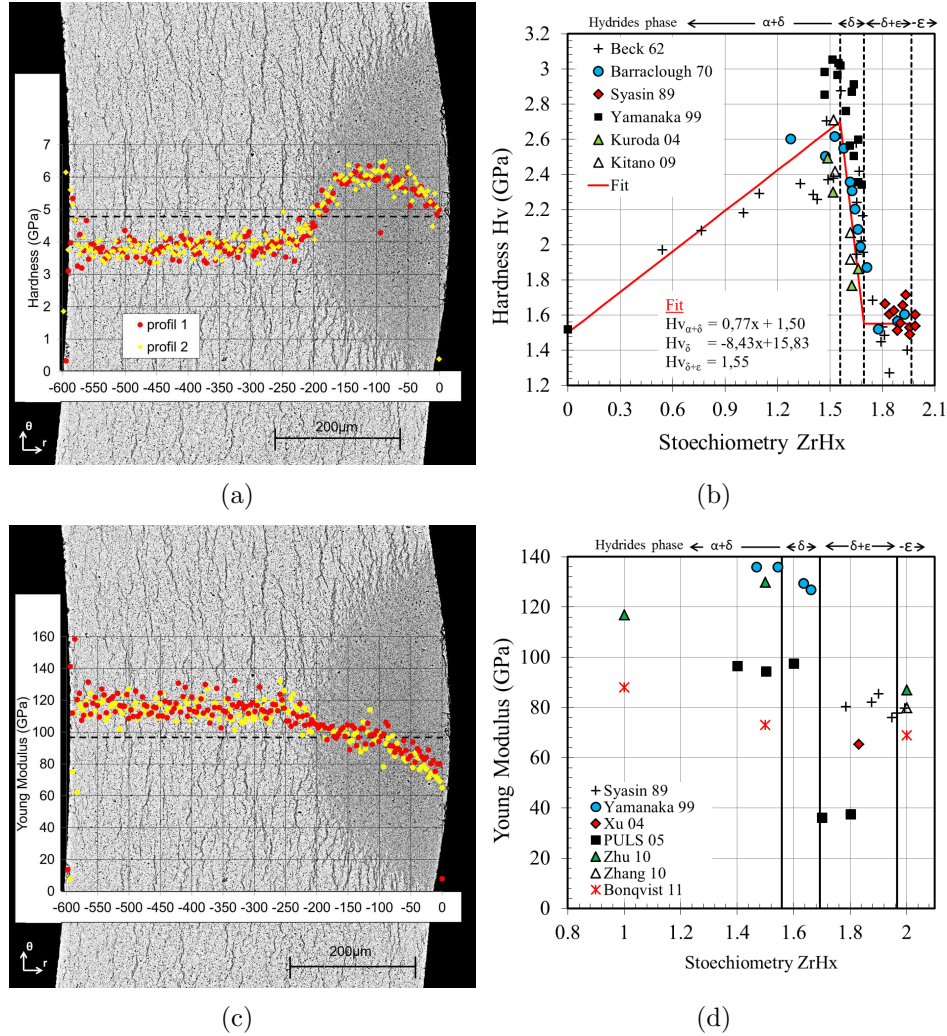 Hardness (GPa)
7
6
5
4
3
2
1
0
profil 1
profil 2
-600 -550 -500 -450 -400 -350 -300 -250 -200 -150 -100 -50 0
200µm
θ
r
(a)
Hydrides phase α+δ δ δ+ε -ε
Hardness Hv (GPa)
3.2
3.0
2.8
2.6
2.4
2.2
2.0
1.8
1.6
1.4
1.2
Beck 62
Barraclough 70
Syasin 89
Yamanaka 99
Kuroda 04
Kitano 09
Fit
Fit
Hvα+δ = 0,77x + 1,50
Hvδ = -8,43x+15,83
Hvδ+ε = 1,55
0 0.3 0.6 0.9 1.2 1.5 1.8 2.1
Stoechiometry ZrHx
(b)
Young Modulus (GPa)
160
140
120
100
80
60
40
20
0
-600 -550 -500 -450 -400 -350 -300 -250 -200 -150 -100 -50 0
200µm
θ
r
(c)
Hydrides phase α+δ δ δ+ε -ε
Young Modulus (GPa)
140
120
100
80
60
40
20
0
Syasin 89
Yamanaka 99
Xu 04
PULS 05
Zhu 10
Zhang 10
Bonqvist 11
0.8 1 1.2 1.4 1.6 1.8 2
Stoechiometry ZrHx
(d)